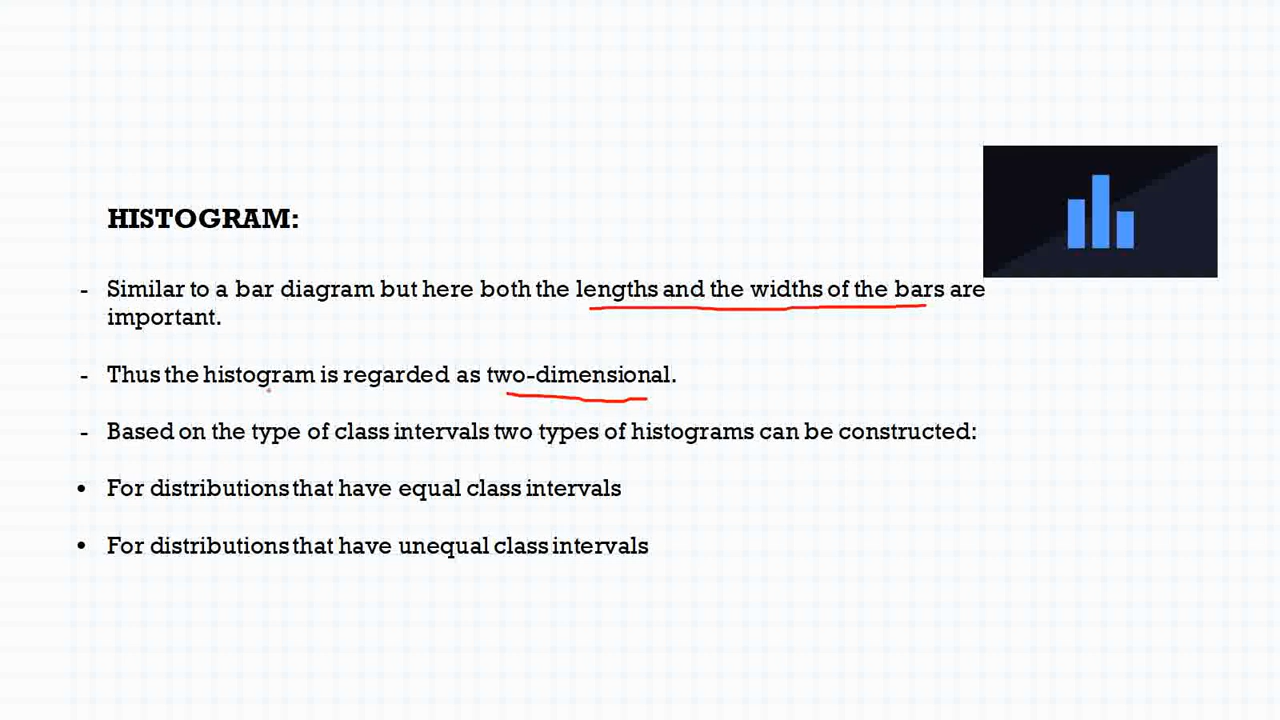 HISTOGRAM:
- Similar to a bar diagram but here both the lengths and the widths of the bars are
important.
- Thus the histogram is regarded as two-dimensional.
- Based on the type of class intervals two types of histograms can be constructed:
• For distributions that have equal class intervals
• For distributions that have unequal class intervals